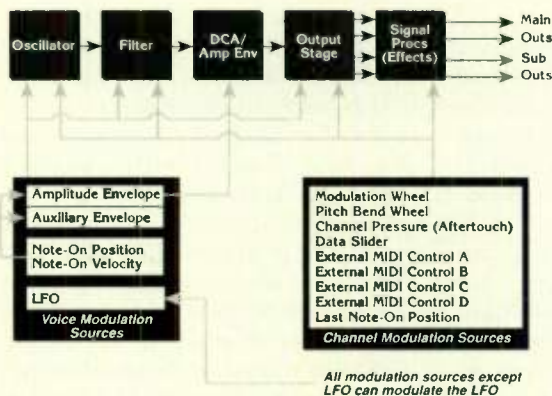 Oscillator
Filter
DCA/
Amp Env
Output
Stage
Signal
Procs
(Effects)
Main
Outs
Sub
Outs
Amplitude Envelope
Auxiliary Envelope
Note-On Position
Note-On Velocity
LFO
Voice Modulation
Sources
Modulation Wheel
Pitch Bend Wheel
Channel Pressure (Aftertouch)
Data Slider
External MIDI Control A
External MIDI Control B
External MIDI Control C
External MIDI Control D
Last Note-On Position
Channel Modulation Sources
All modulation sources except
LFO can modulate the LFO